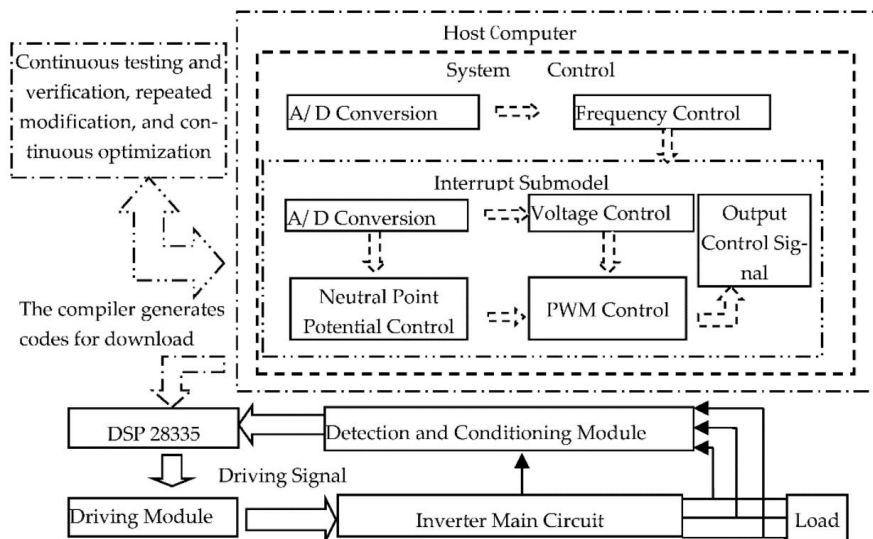 Host Computer
Continuous testing and
verification, repeated
modification, and con-
tinuous optimization
System Control
A/D Conversion
Frequency Control
Interrupt Submodel
A/D Conversion
Voltage Control
Output
Control Sig-
nal
Neutral Point
Potential Control
PWM Control
The compiler generates
codes for download
DSP 28335
Detection and Conditioning Module
Driving Signal
Driving Module
Inverter Main Circuit
Load